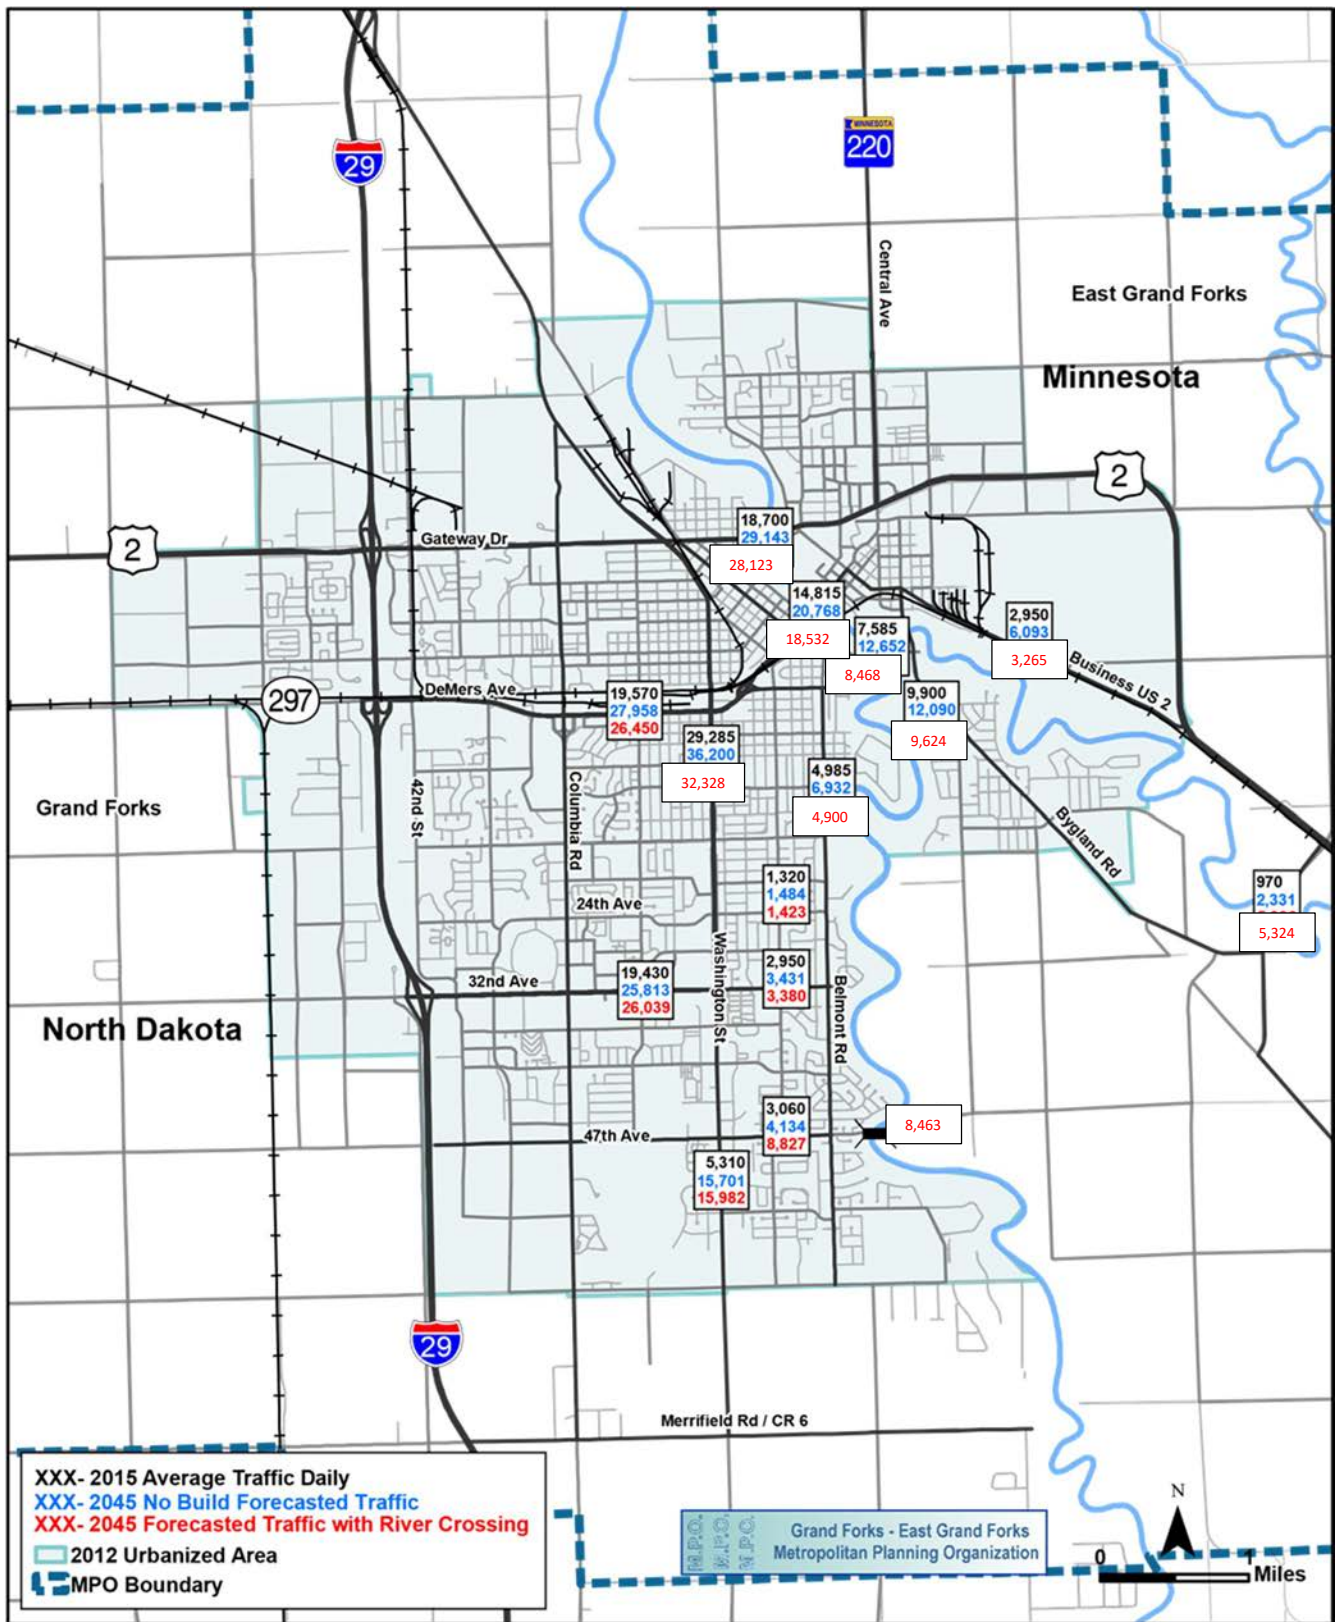 29
MINNESOTA
220
Central Ave
East Grand Forks
Minnesota
2
2
Gateway Dr
18,700
29,143
28,123
14,815
20,768
18,532
7,585
12,652
8,468
2,950
6,093
3,265
Business US 2
297
DeMers Ave
19,570
27,958
26,450
9,900
12,090
9,624
29,285
36,200
32,328
4,985
6,932
4,900
Grand Forks
42nd St
Columbia Rd
Bygland Rd
1,320
1,484
1,423
24th Ave
970
2,331
5,324
Washington St
2,950
3,431
3,380
32nd Ave
19,430
25,813
26,039
Belmont Rd
North Dakota
3,060
4,134
8,827
8,463
47th Ave
5,310
15,701
15,982
29
Merrifield Rd / CR 6
XXX- 2015 Average Traffic Daily
XXX- 2045 No Build Forecasted Traffic
XXX- 2045 Forecasted Traffic with River Crossing
2012 Urbanized Area
MPO Boundary
M.P.O.
M.P.O.
M.P.O.
Grand Forks - East Grand Forks
Metropolitan Planning Organization
N
0 1
Miles